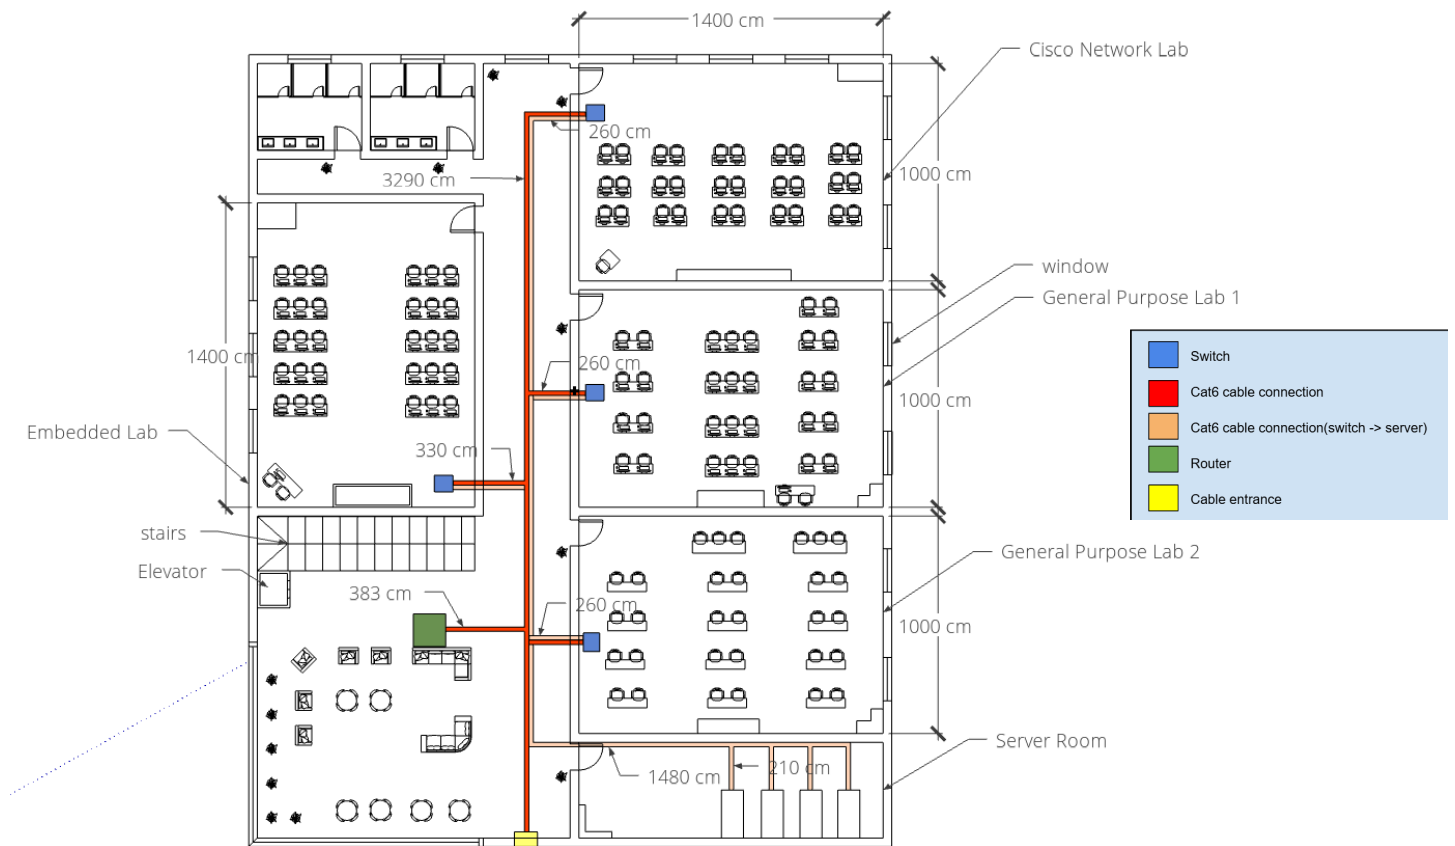 1400 cm
Cisco Network Lab
260 cm
3290 cm
1000 cm
window
General Purpose Lab 1
1400 cm
260 cm
1000 cm
Switch
Cat6 cable connection
Cat6 cable connection(switch -> server)
Router
Cable entrance
Embedded Lab
330 cm
stairs
Elevator
383 cm
260 cm
General Purpose Lab 2
1000 cm
Server Room
1480 cm
210 cm